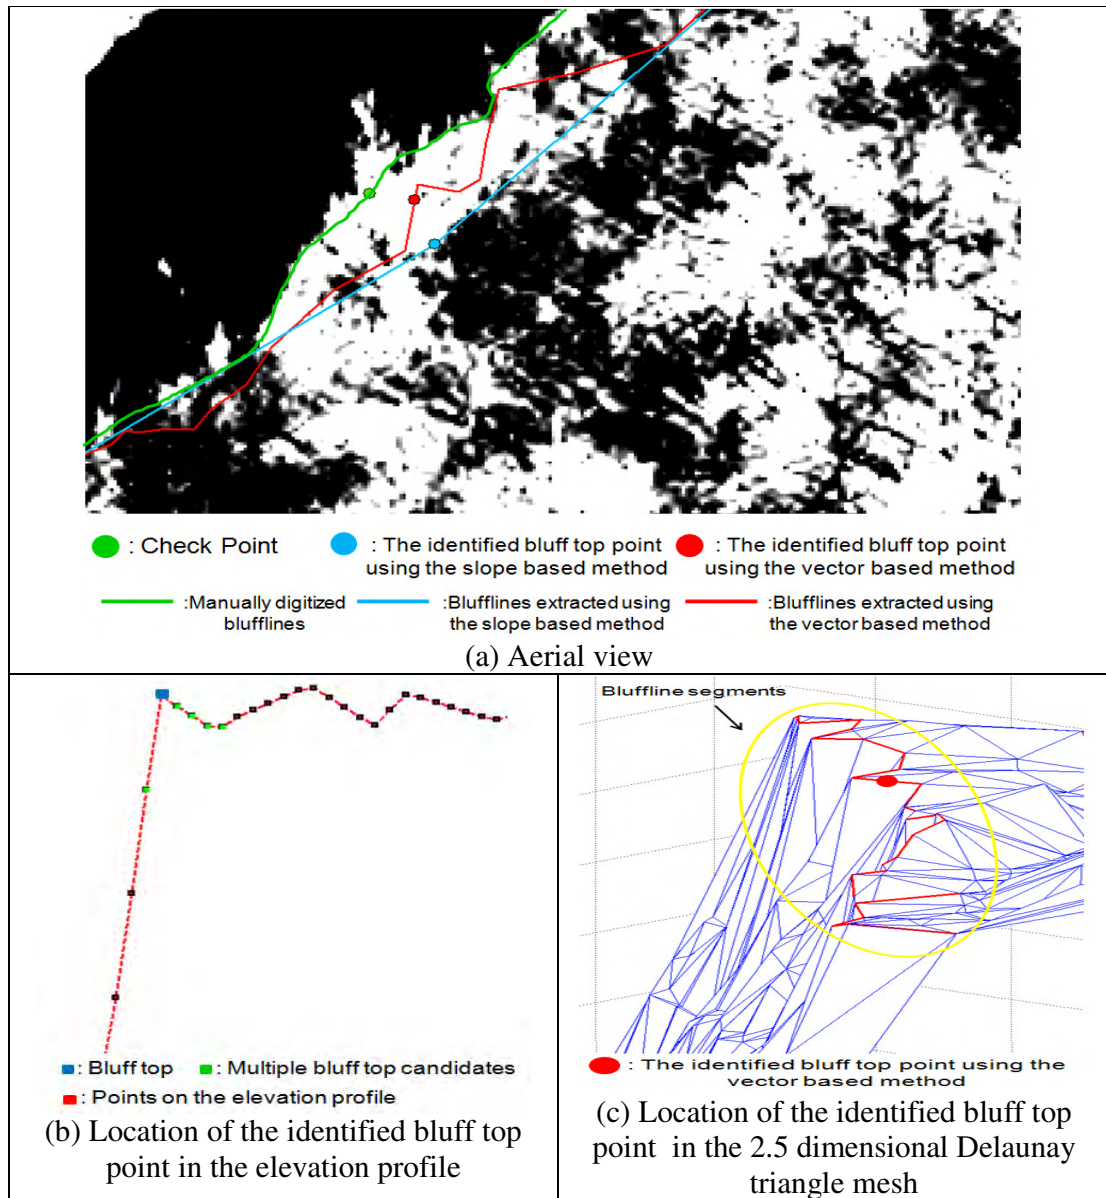 : Check Point
: The identified bluff top point
using the slope based method
: The identified bluff top point
using the vector based method
:Manually digitized
blufflines
:Blufflines extracted using
the slope based method
:Blufflines extracted using
the vector based method
(a) Aerial view
: Bluff top
: Multiple bluff top candidates
: Points on the elevation profile
(b) Location of the identified bluff top
point in the elevation profile
Bluffline segments
: The identified bluff top point using the
vector based method
(c) Location of the identified bluff top
point in the 2.5 dimensional Delaunay
triangle mesh